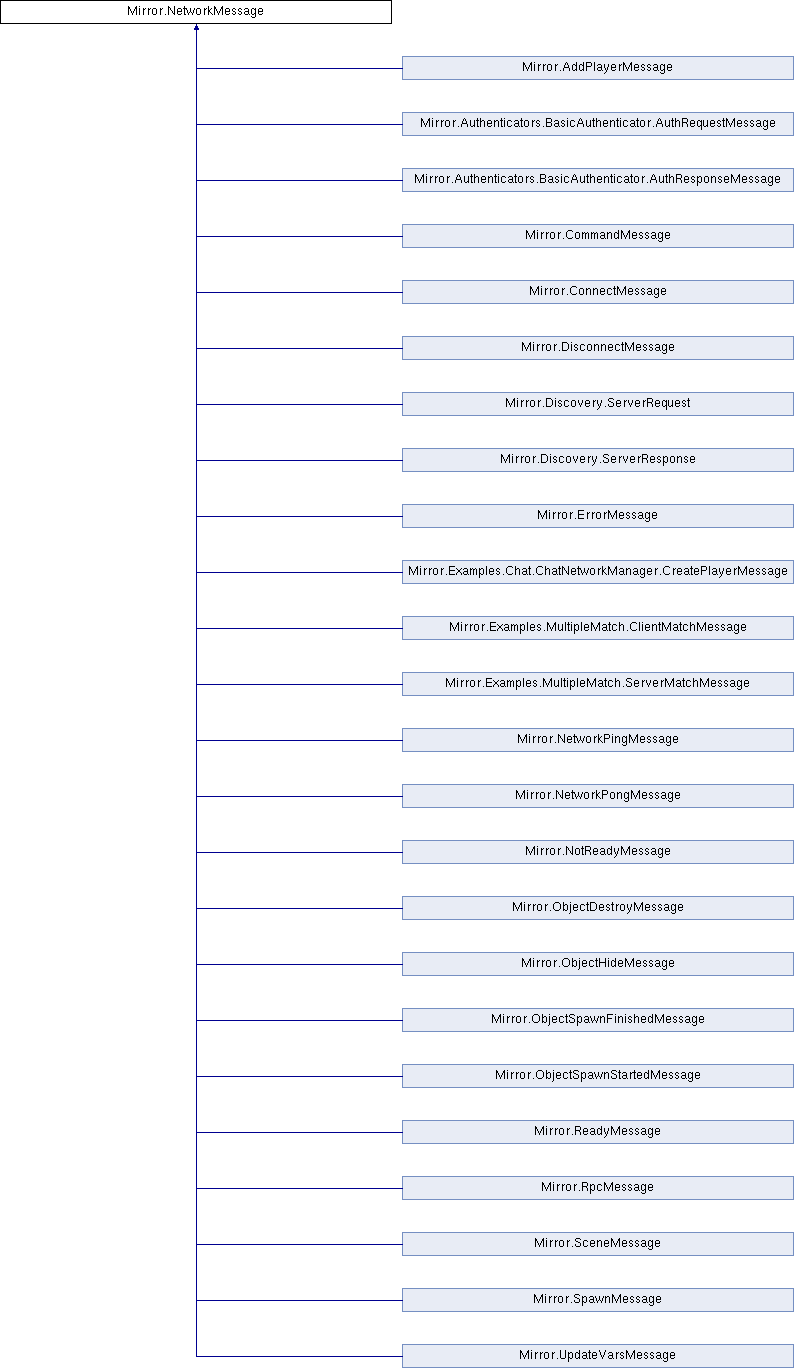 Mirror.NetworkMessage
Mirror.AddPlayerMessage
Mirror.Authenticators.BasicAuthenticator.AuthRequestMessage
Mirror.Authenticators.BasicAuthenticator.AuthResponseMessage
Mirror.CommandMessage
Mirror.ConnectMessage
Mirror.DisconnectMessage
Mirror.Discovery.ServerRequest
Mirror.Discovery.ServerResponse
Mirror.ErrorMessage
Mirror.Examples.Chat.ChatNetworkManager.CreatePlayerMessage
Mirror.Examples.MultipleMatch.ClientMatchMessage
Mirror.Examples.MultipleMatch.ServerMatchMessage
Mirror.NetworkPingMessage
Mirror.NetworkPongMessage
Mirror.NotReadyMessage
Mirror.ObjectDestroyMessage
Mirror.ObjectHideMessage
Mirror.ObjectSpawnFinishedMessage
Mirror.ObjectSpawnStartedMessage
Mirror.ReadyMessage
Mirror.RpcMessage
Mirror.SceneMessage
Mirror.SpawnMessage
Mirror.UpdateVarsMessage